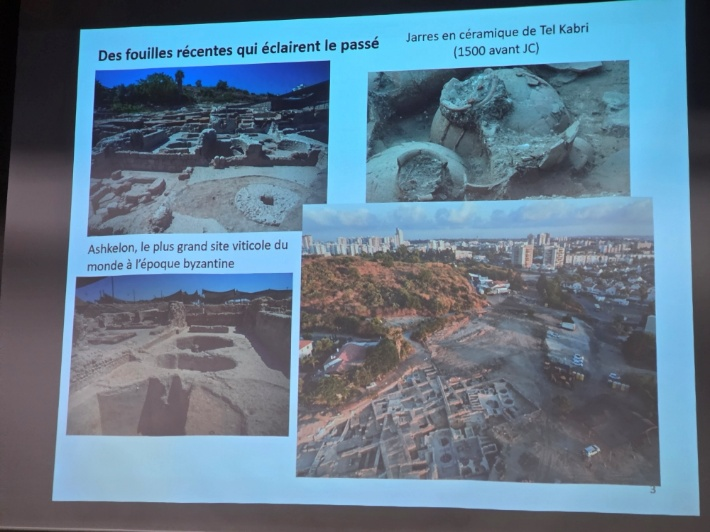 Des fouilles récentes qui éclairent le passé
Jarres en céramique de Tel Kabri
(1500 avant JC)
Ashkelon, le plus grand site viticole du
monde à l'époque byzantine
3